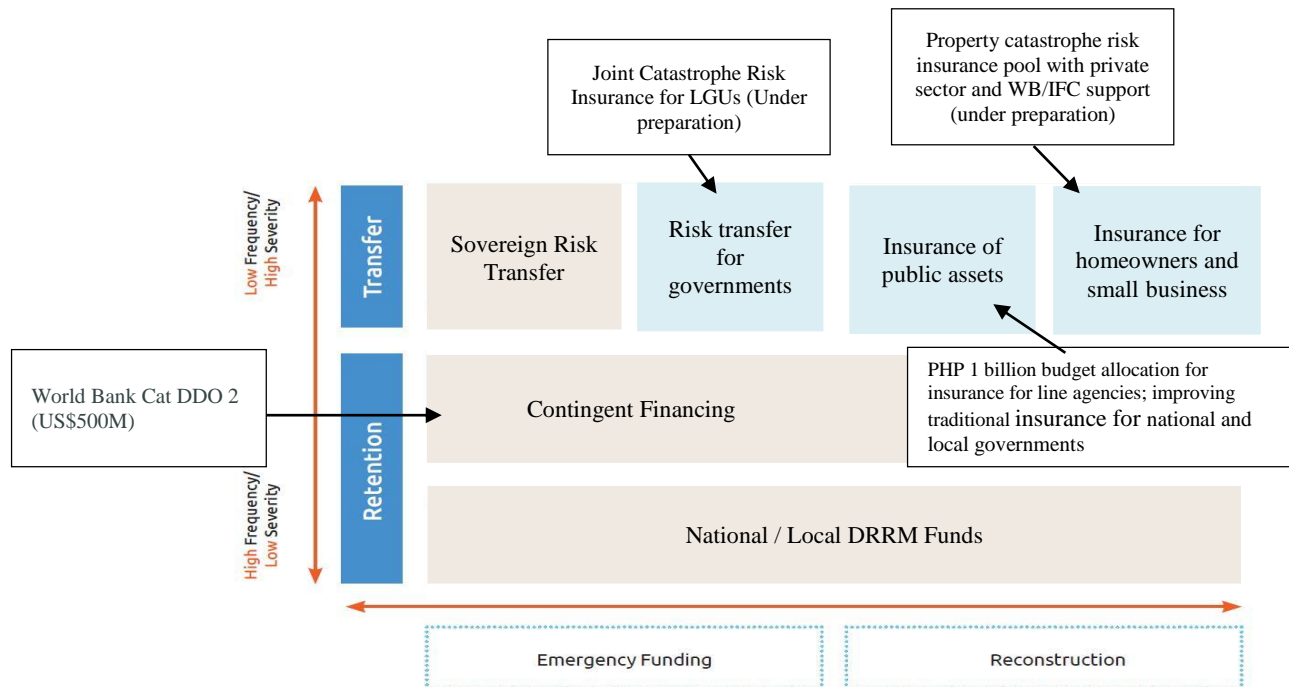 Property catastrophe risk
insurance pool with private
sector and WB/IFC support
(under preparation)
Joint Catastrophe Risk
Insurance for LGUs (Under
preparation)
Low Frequency/
High Severity
Transfer
Sovereign Risk
Transfer
Risk transfer
for
governments
Insurance of
public assets
Insurance for
homeowners and
small business
World Bank Cat DDO 2
(US$500M)
Retention
Contingent Financing
PHP 1 billion budget allocation for
insurance for line agencies; improving
traditional insurance for national and
local governments
High Frequency/
Low Severity
National / Local DRRM Funds
Emergency Funding
Reconstruction